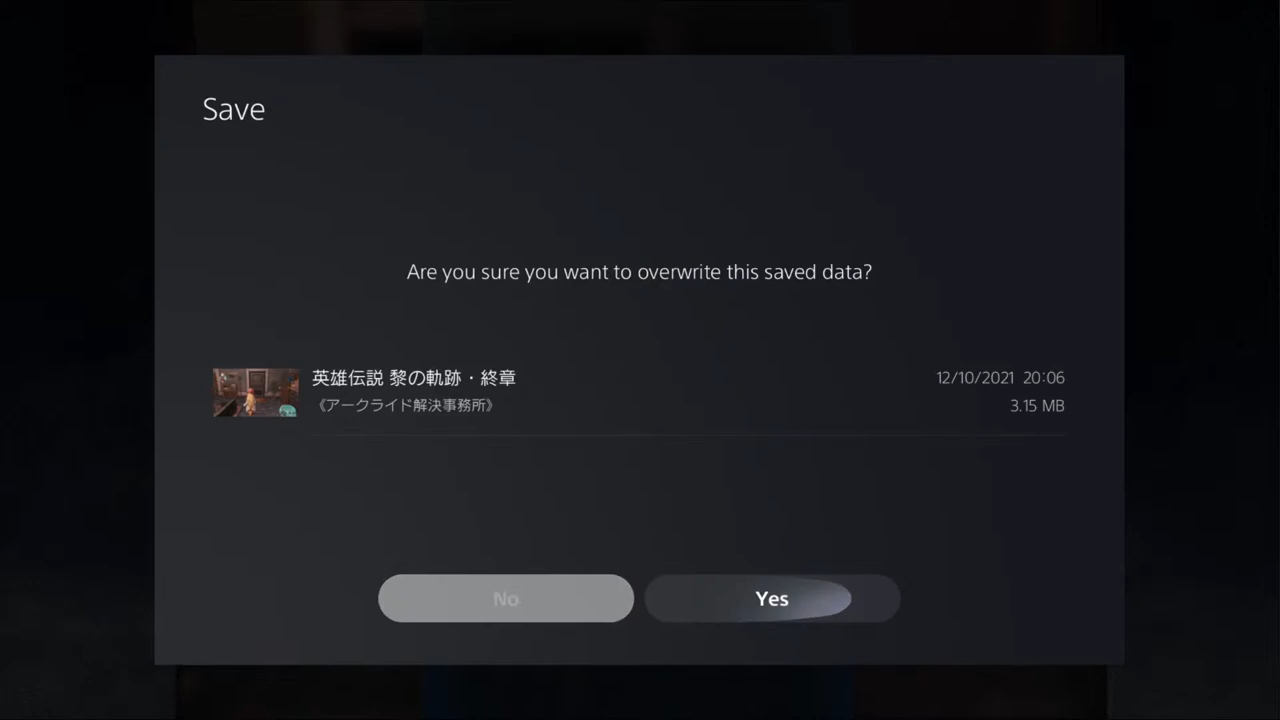 Save
Are you sure you want to overwrite this saved data?
英雄伝説 黎の軌跡・終章
12/10/2021 20:06
《アークライド解決事務所》
3.15 MB
No
Yes